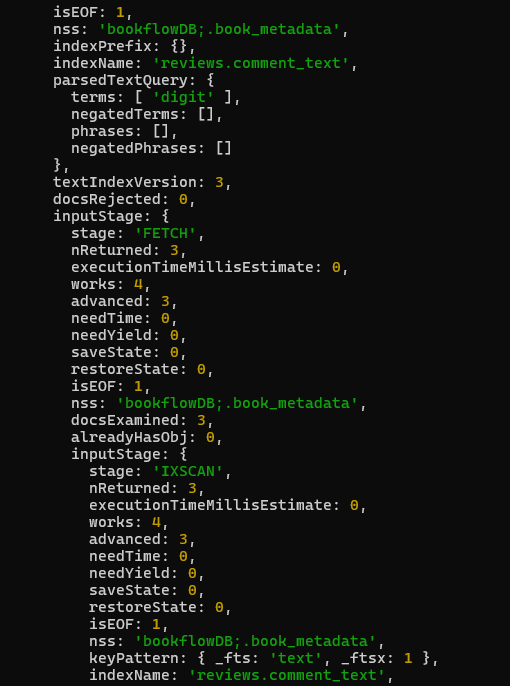 isEOF: 1,
nss: 'bookflowDB;.book_metadata',
indexPrefix: {},
indexName: 'reviews.comment_text',
parsedTextQuery: {
terms: [ 'digit' ],
negatedTerms: [],
phrases: [],
negatedPhrases: []
},
textIndexVersion: 3,
docsRejected: 0,
inputStage: {
stage: 'FETCH',
nReturned: 3,
executionTimeMillisEstimate: 0,
works: 4,
advanced: 3,
needTime: 0,
needYield: 0,
saveState: 0,
restoreState: 0,
isEOF: 1,
nss: 'bookflowDB;.book_metadata',
docsExamined: 3,
alreadyHasObj: 0,
inputStage: {
stage: 'IXSCAN',
nReturned: 3,
executionTimeMillisEstimate: 0,
works: 4,
advanced: 3,
needTime: 0,
needYield: 0,
saveState: 0,
restoreState: 0,
isEOF: 1,
nss: 'bookflowDB;.book_metadata',
keyPattern: { _fts: 'text', _ftsx: 1 },
indexName: 'reviews.comment_text',